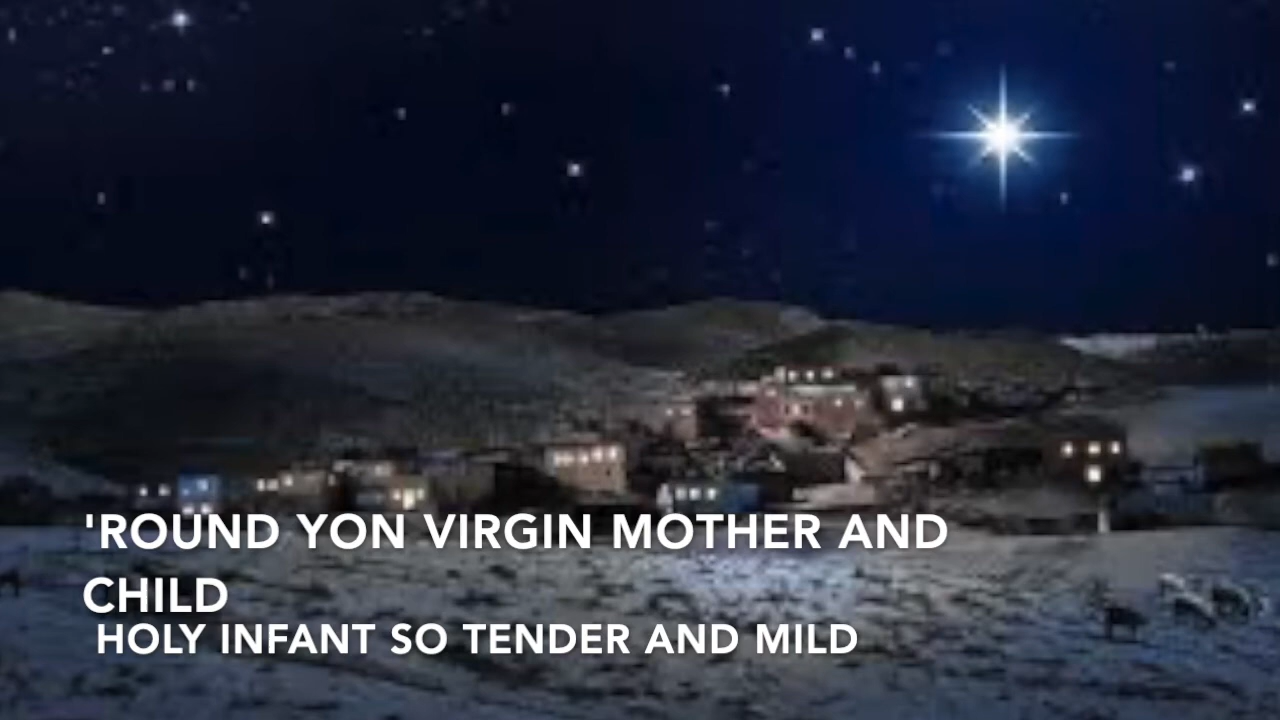 'ROUND YON VIRGIN MOTHER AND
CHILD
HOLY INFANT SO TENDER AND MILD